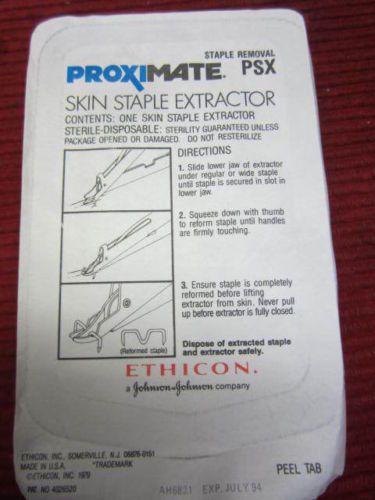 STAPLE REMOVAL
PROXIMATE. PSX
SKIN STAPLE EXTRACTOR
CONTENTS: ONE SKIN STAPLE EXTRACTOR
STERILE-DISPOSABLE: STERILITY GUARANTEED UNLESS
PACKAGE OPENED OR DAMAGED. DO NOT RESTERILIZE
DIRECTIONS
1. Slide lower jaw of extractor
under regular or wide staple
until staple is secured in slot in
lower jaw.
2. Squeeze down with thumb
to reform staple until handles
are firmly touching.
3. Ensure staple is completely
reformed before lifting
extractor from skin. Never pull
up before extractor is fully closed.
(Reformed staple)
Dispose of extracted staple
and extractor safely.
ETHICON.
a Johnson & Johnson company
ETHICON, INC., SOMERVILLE, N.J. 08876-0151
MADE IN U.S.A. *TRADEMARK
©ETHICON, INC. 1979
PAT. NO 4026520
AH6821 EXP. JULY 94
PEEL TAB